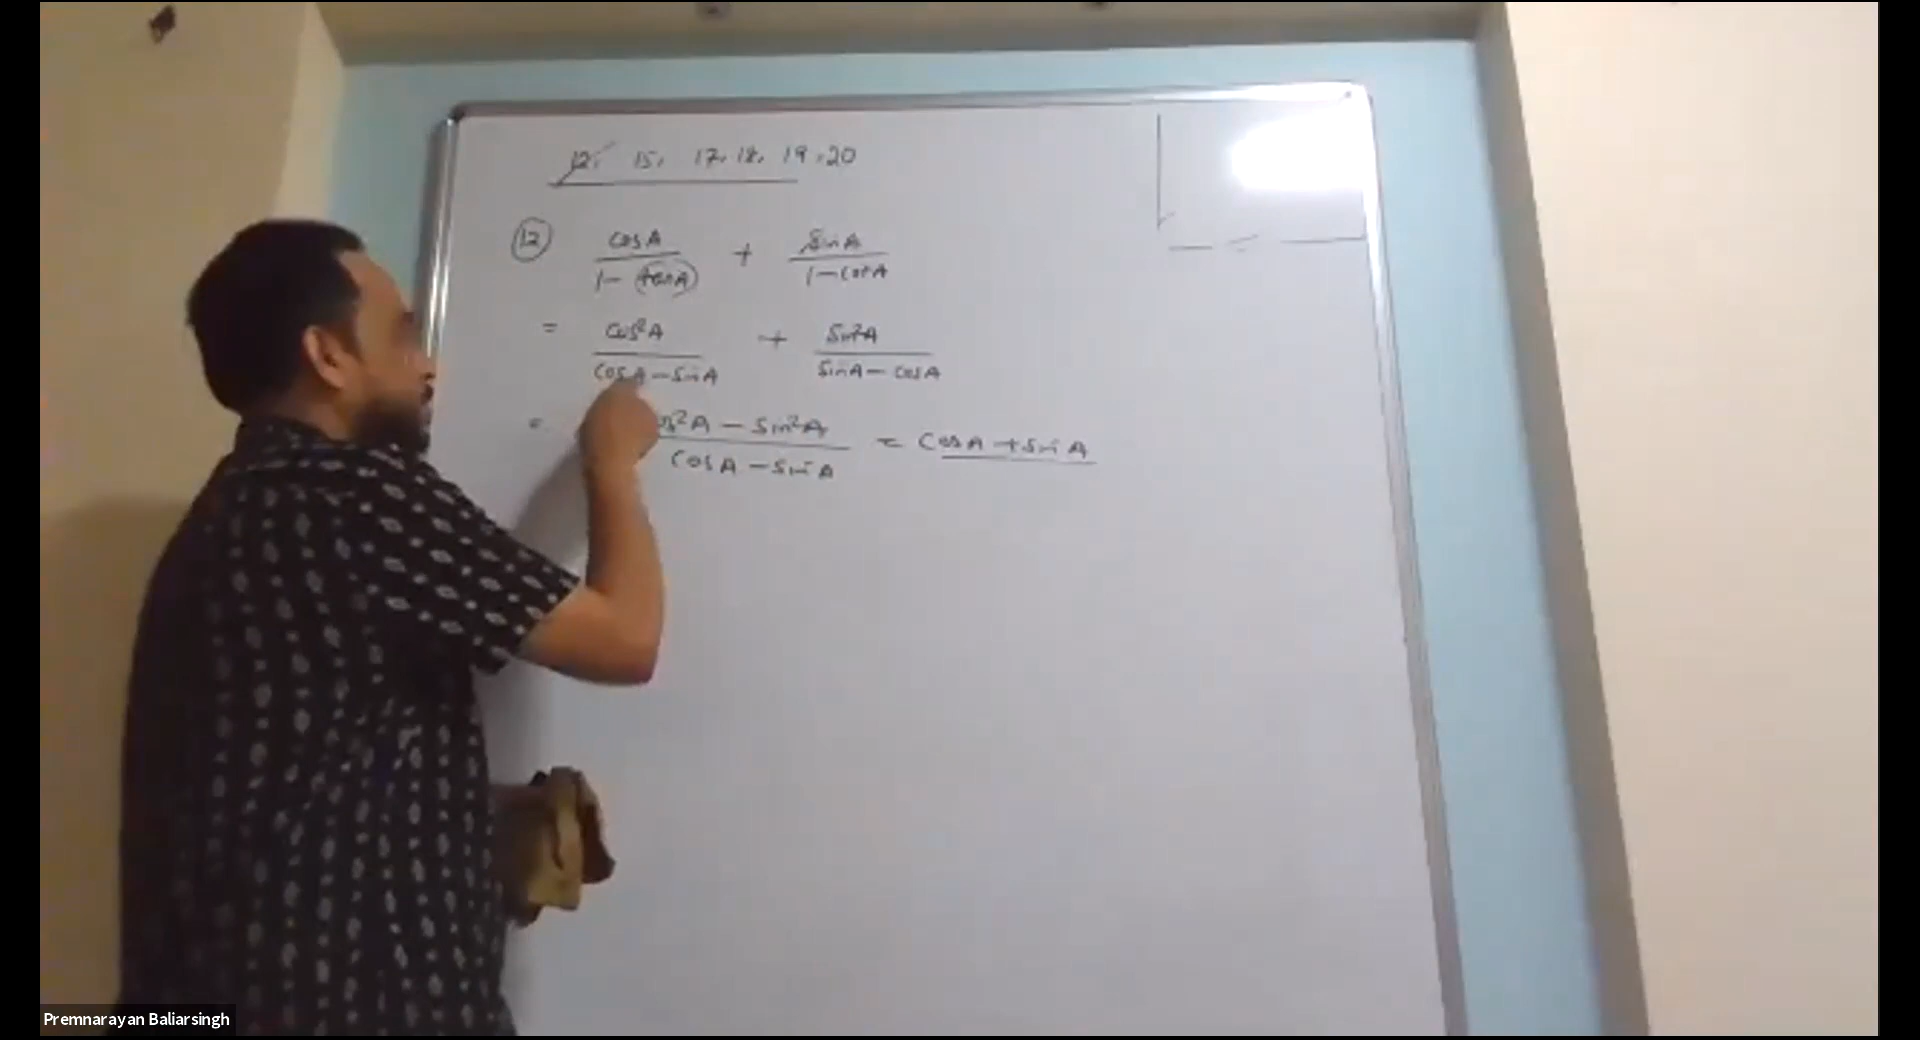 12. 15, 17, 18, 19, 20
12 cosA / 1 - tanA + sinA / 1 - cotA
= cos²A / cosA - sinA + sin²A / sinA - cosA
= cos²A - sin²A / cosA - sinA = cosA + sinA
Premnarayan Baliarsingh